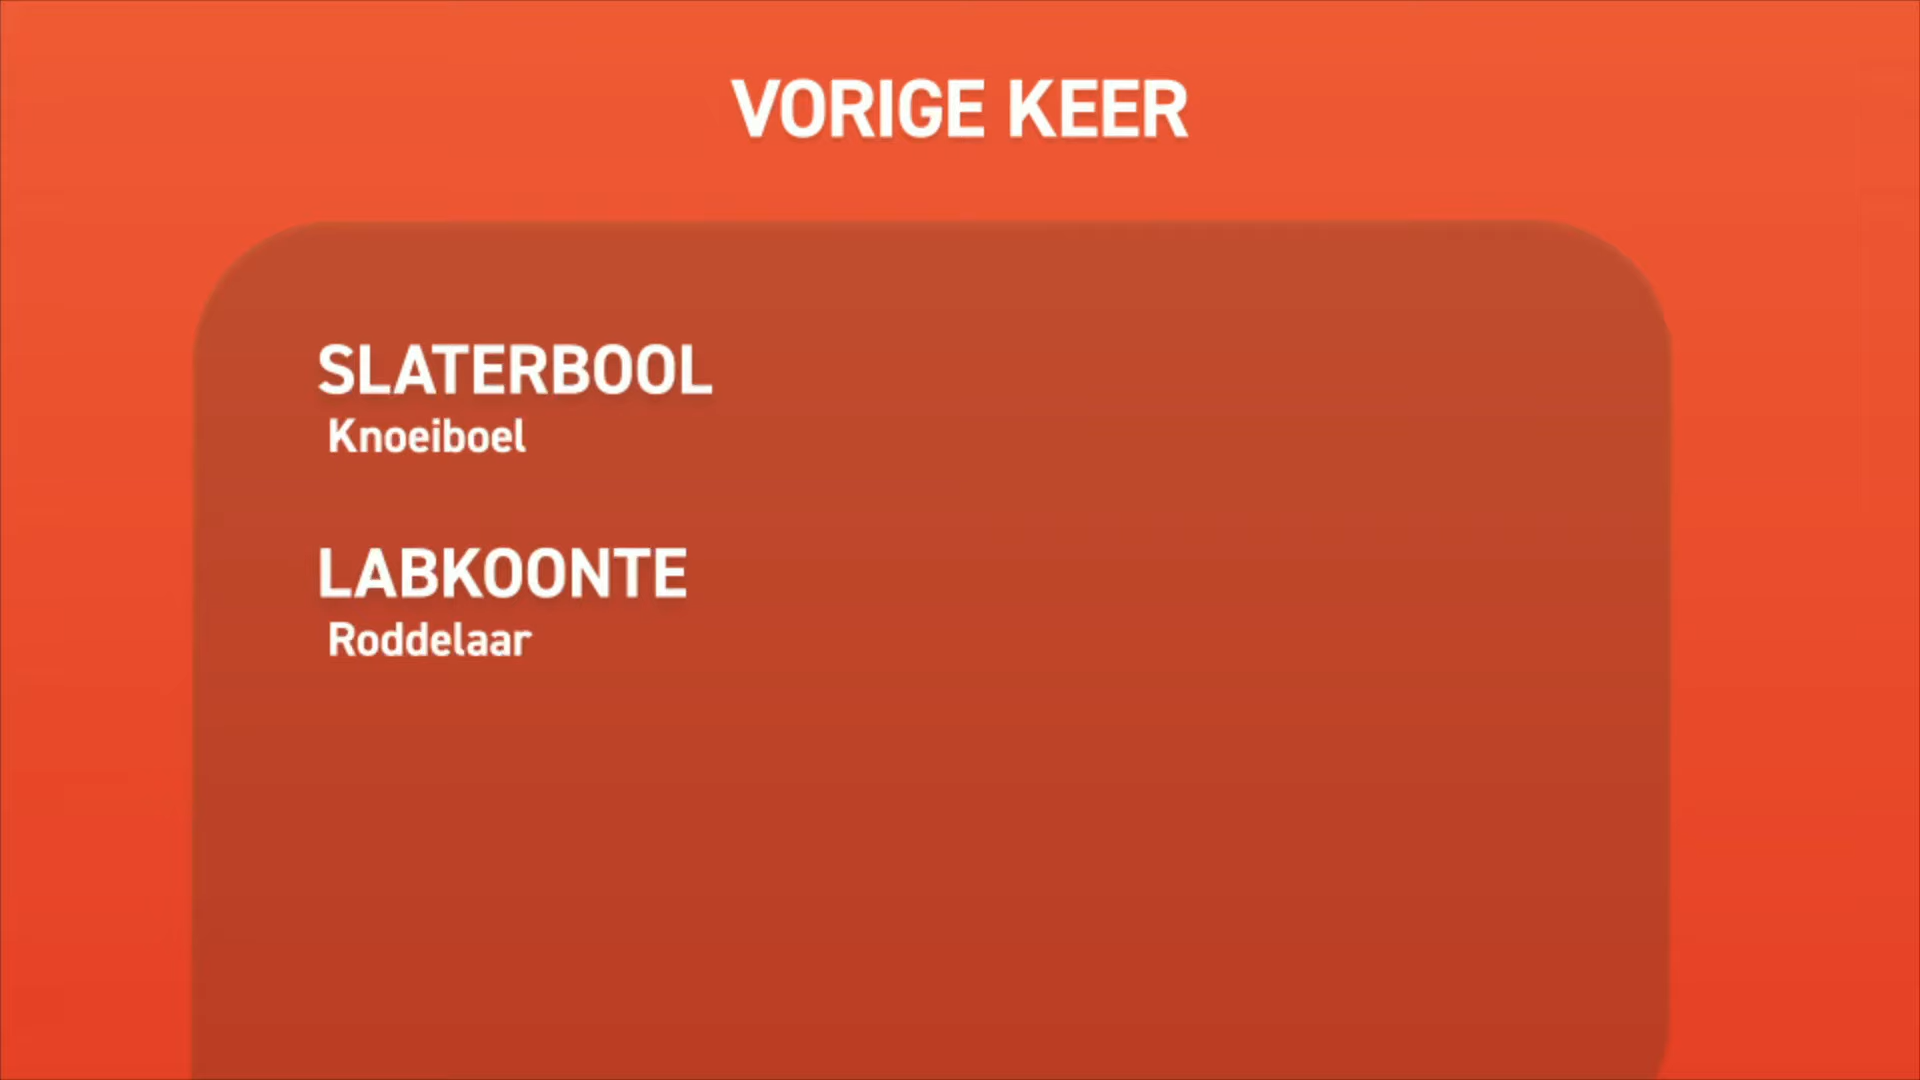 VORIGE KEER
SLATERBOOL
Knoeiboel
LABKOONTE
Roddelaar